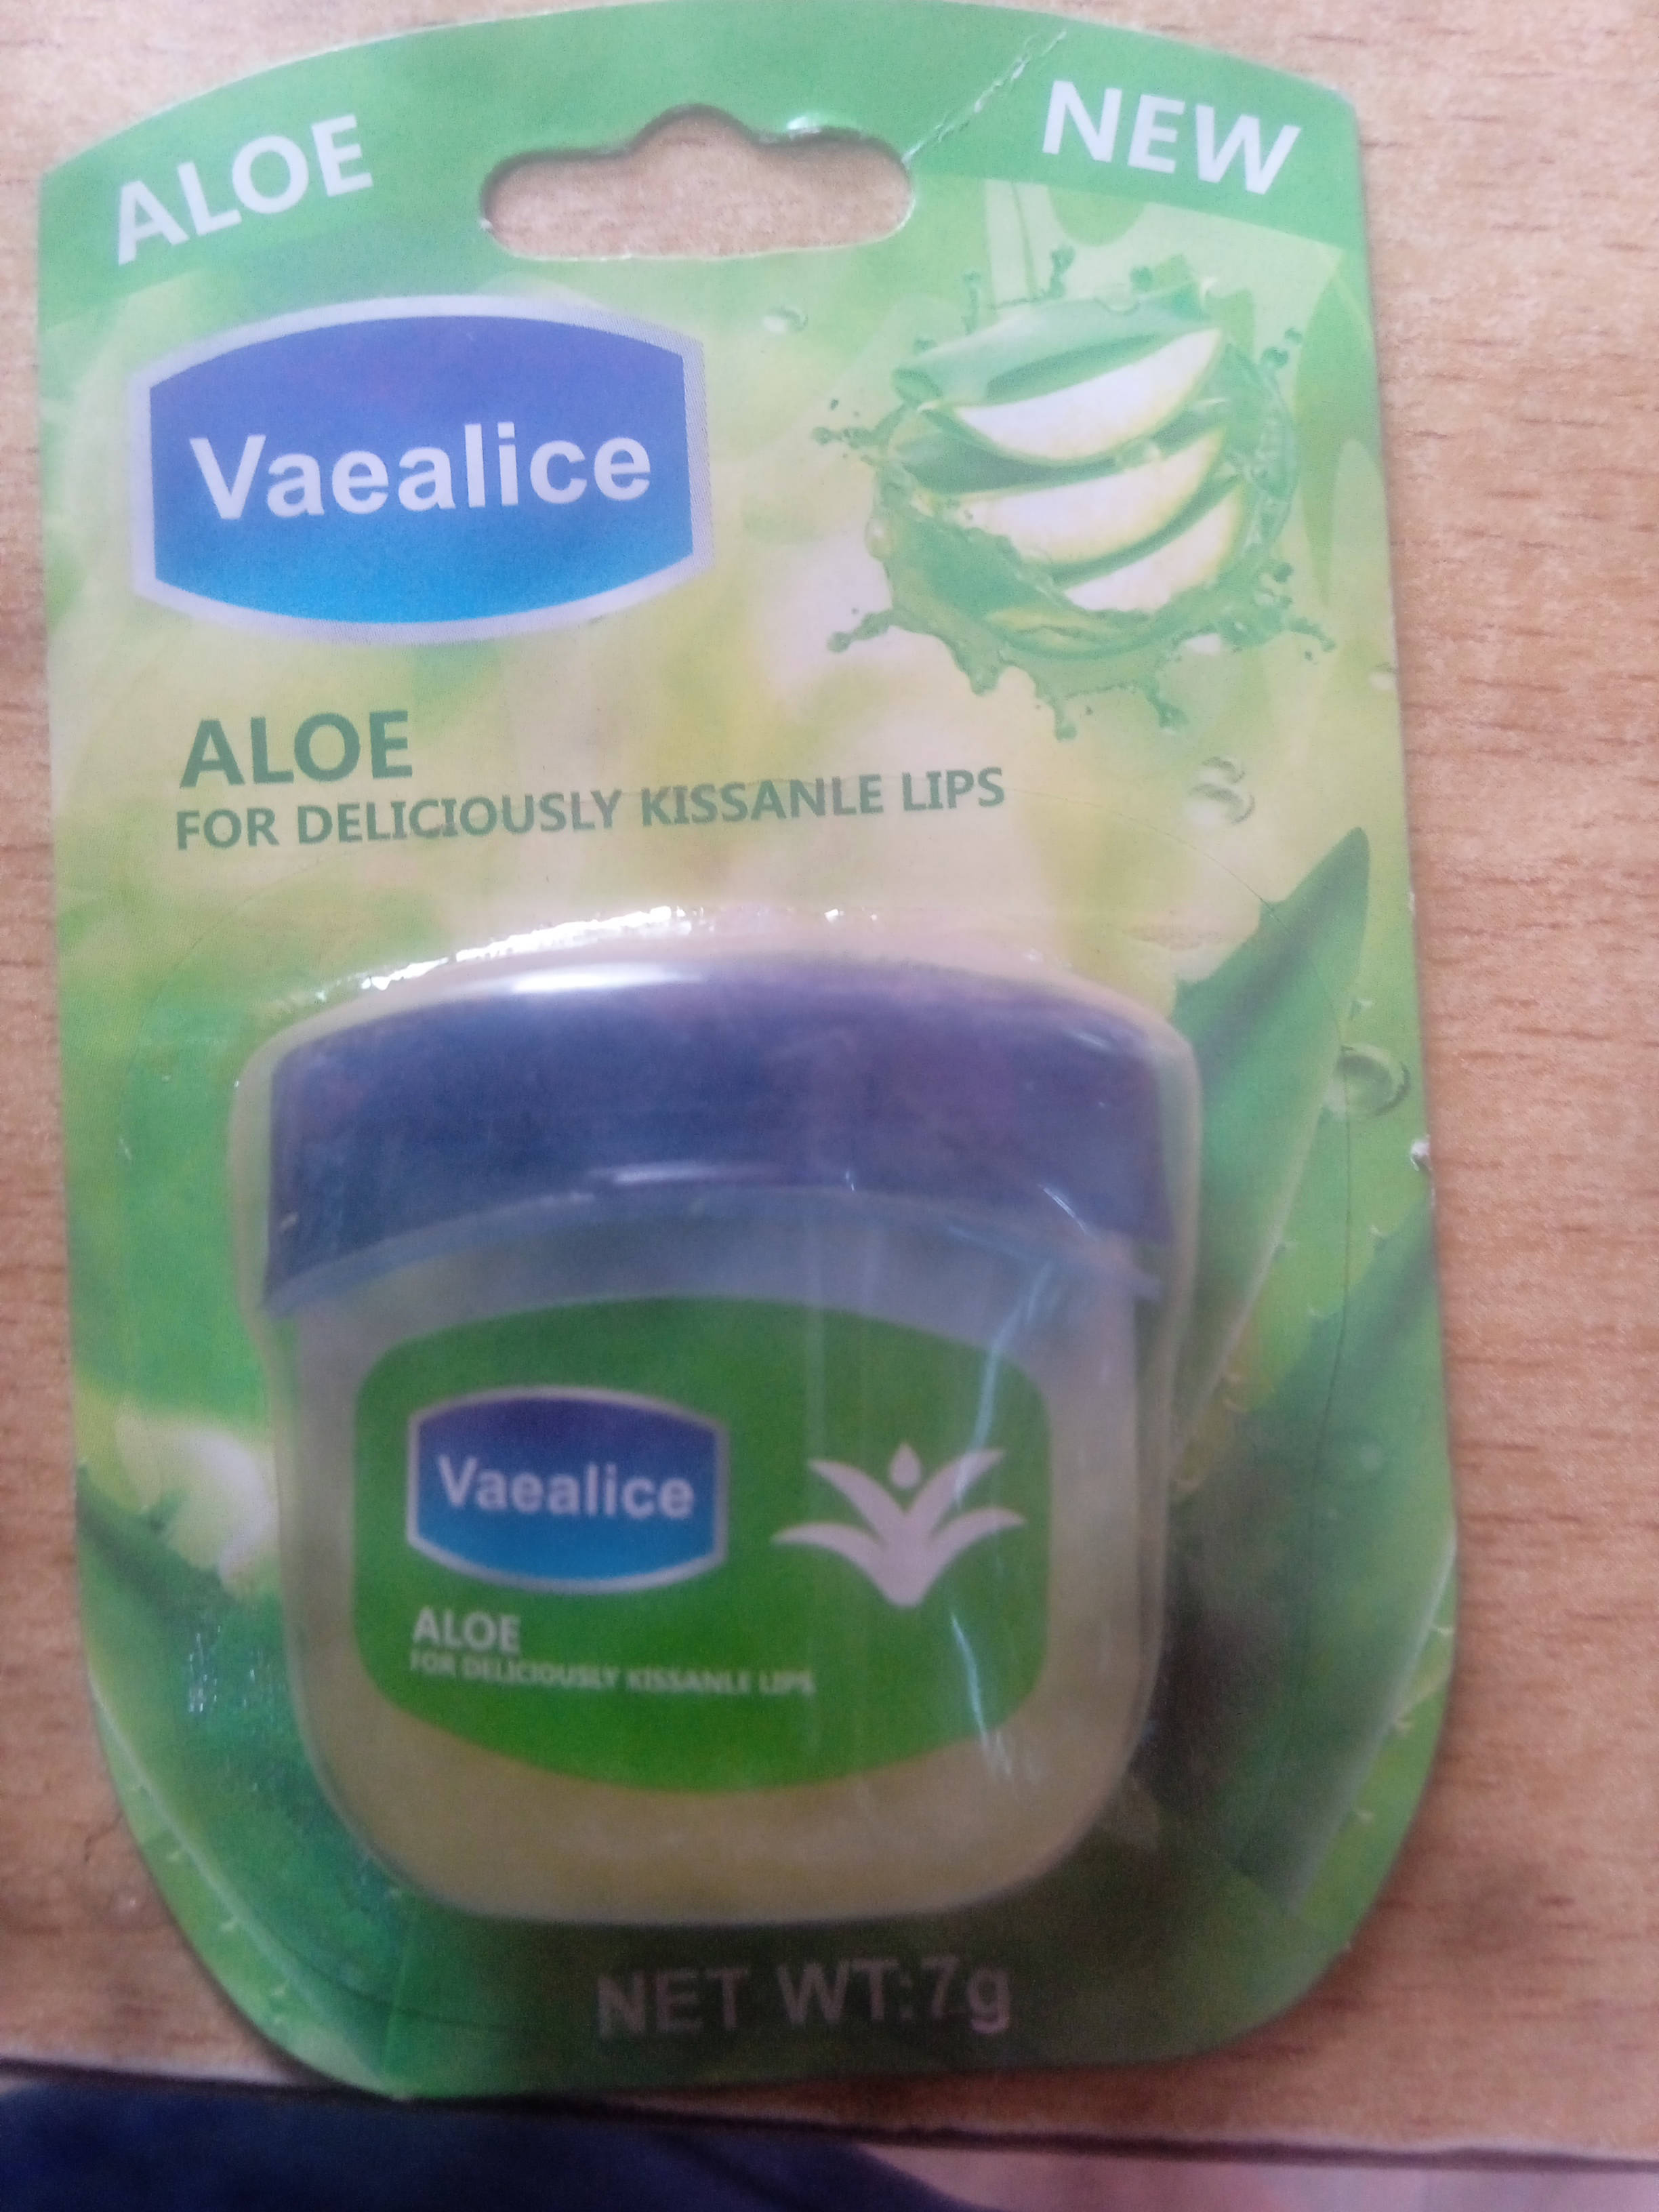 ALOE
NEW
Vaealice
ALOE
FOR DELICIOUSLY KISSANLE LIPS
Vaealice
ALOE
FOR DELICIOUSLY KISSANLE LIPS
NET WT:7g